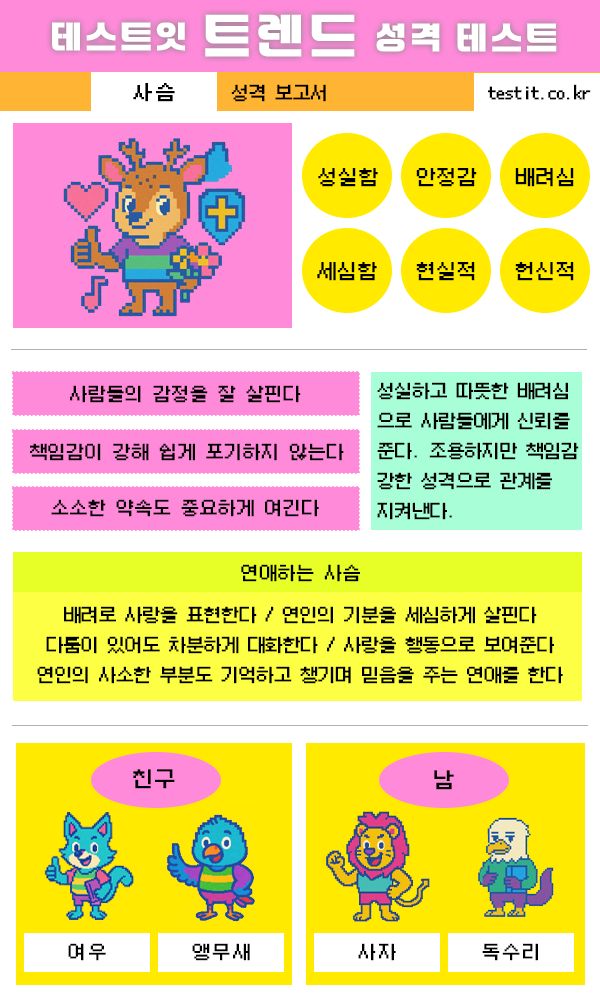 테스트잇 트렌드 성격 테스트
사슴
성격 보고서
testit.co.kr
성실함
안정감
배려심
세심함
현실적
헌신적
사람들의 감정을 잘 살핀다
책임감이 강해 쉽게 포기하지 않는다
소소한 약속도 중요하게 여긴다
성실하고 따뜻한 배려심
으로 사람들에게 신뢰를
준다. 조용하지만 책임감
강한 성격으로 관계를
지켜낸다.
연애하는 사슴
배려로 사랑을 표현한다 / 연인의 기분을 세심하게 살핀다
다툼이 있어도 차분하게 대화한다 / 사랑을 행동으로 보여준다
연인의 사소한 부분도 기억하고 챙기며 믿음을 주는 연애를 한다
친구
여우
앵무새
남
사자
독수리